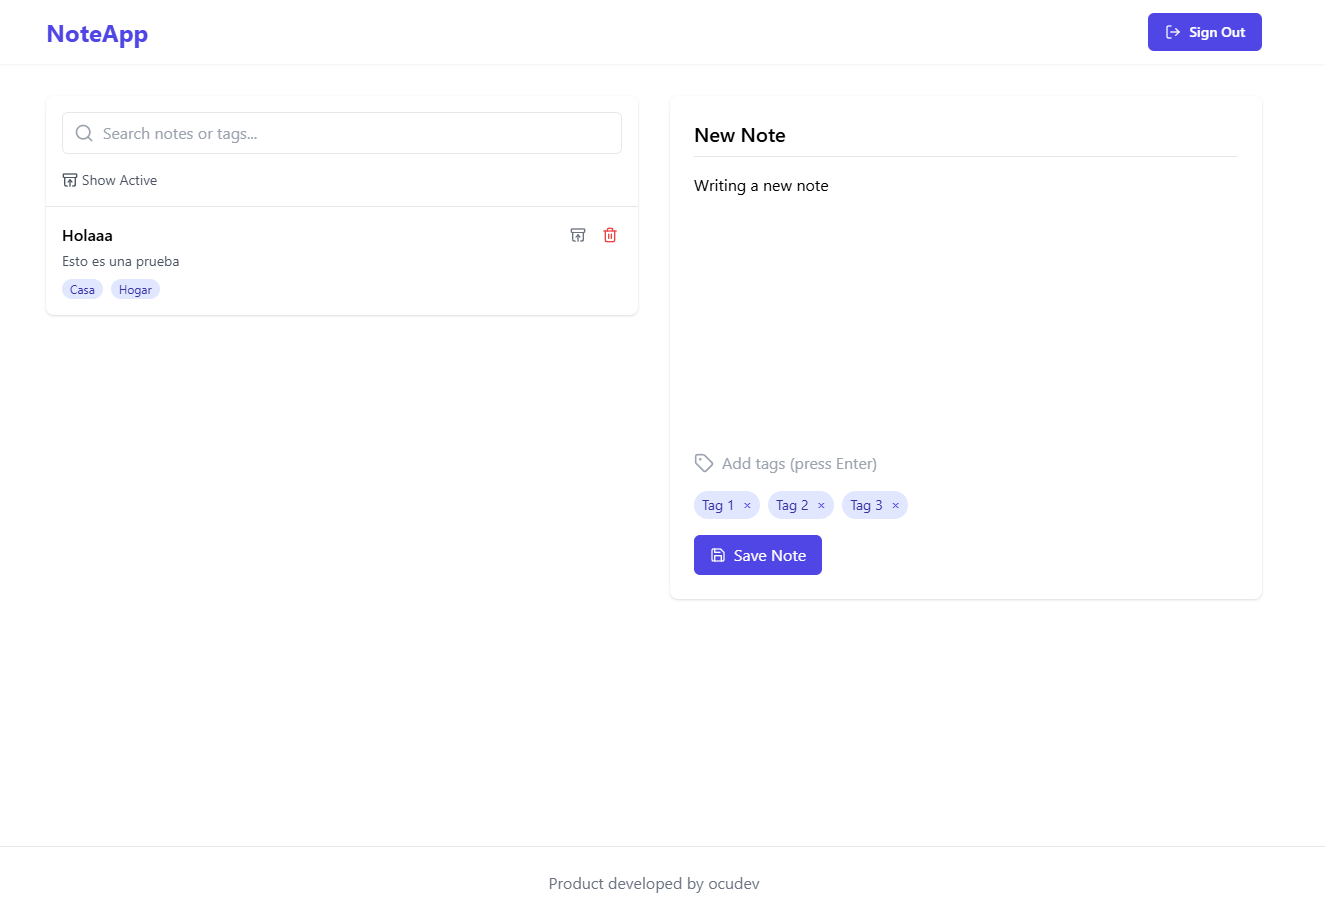 NoteApp
Sign Out
Search notes or tags...
Show Active
Holaaa
Esto es una prueba
Casa Hogar
New Note
Writing a new note
Add tags (press Enter)
Tag 1 × Tag 2 × Tag 3 ×
Save Note
Product developed by ocudev